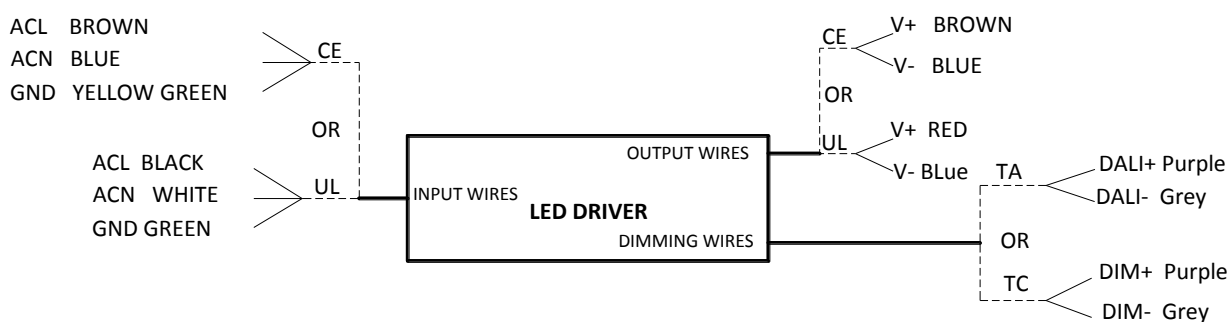 ACL BROWN
ACN BLUE
GND YELLOW GREEN
CE
OR
ACL BLACK
ACN WHITE
GND GREEN
UL
INPUT WIRES
LED DRIVER
OUTPUT WIRES
DIMMING WIRES
CE
V+ BROWN
V- BLUE
OR
UL
V+ RED
V- BLue
TA
DALI+ Purple
DALI- Grey
OR
TC
DIM+ Purple
DIM- Grey